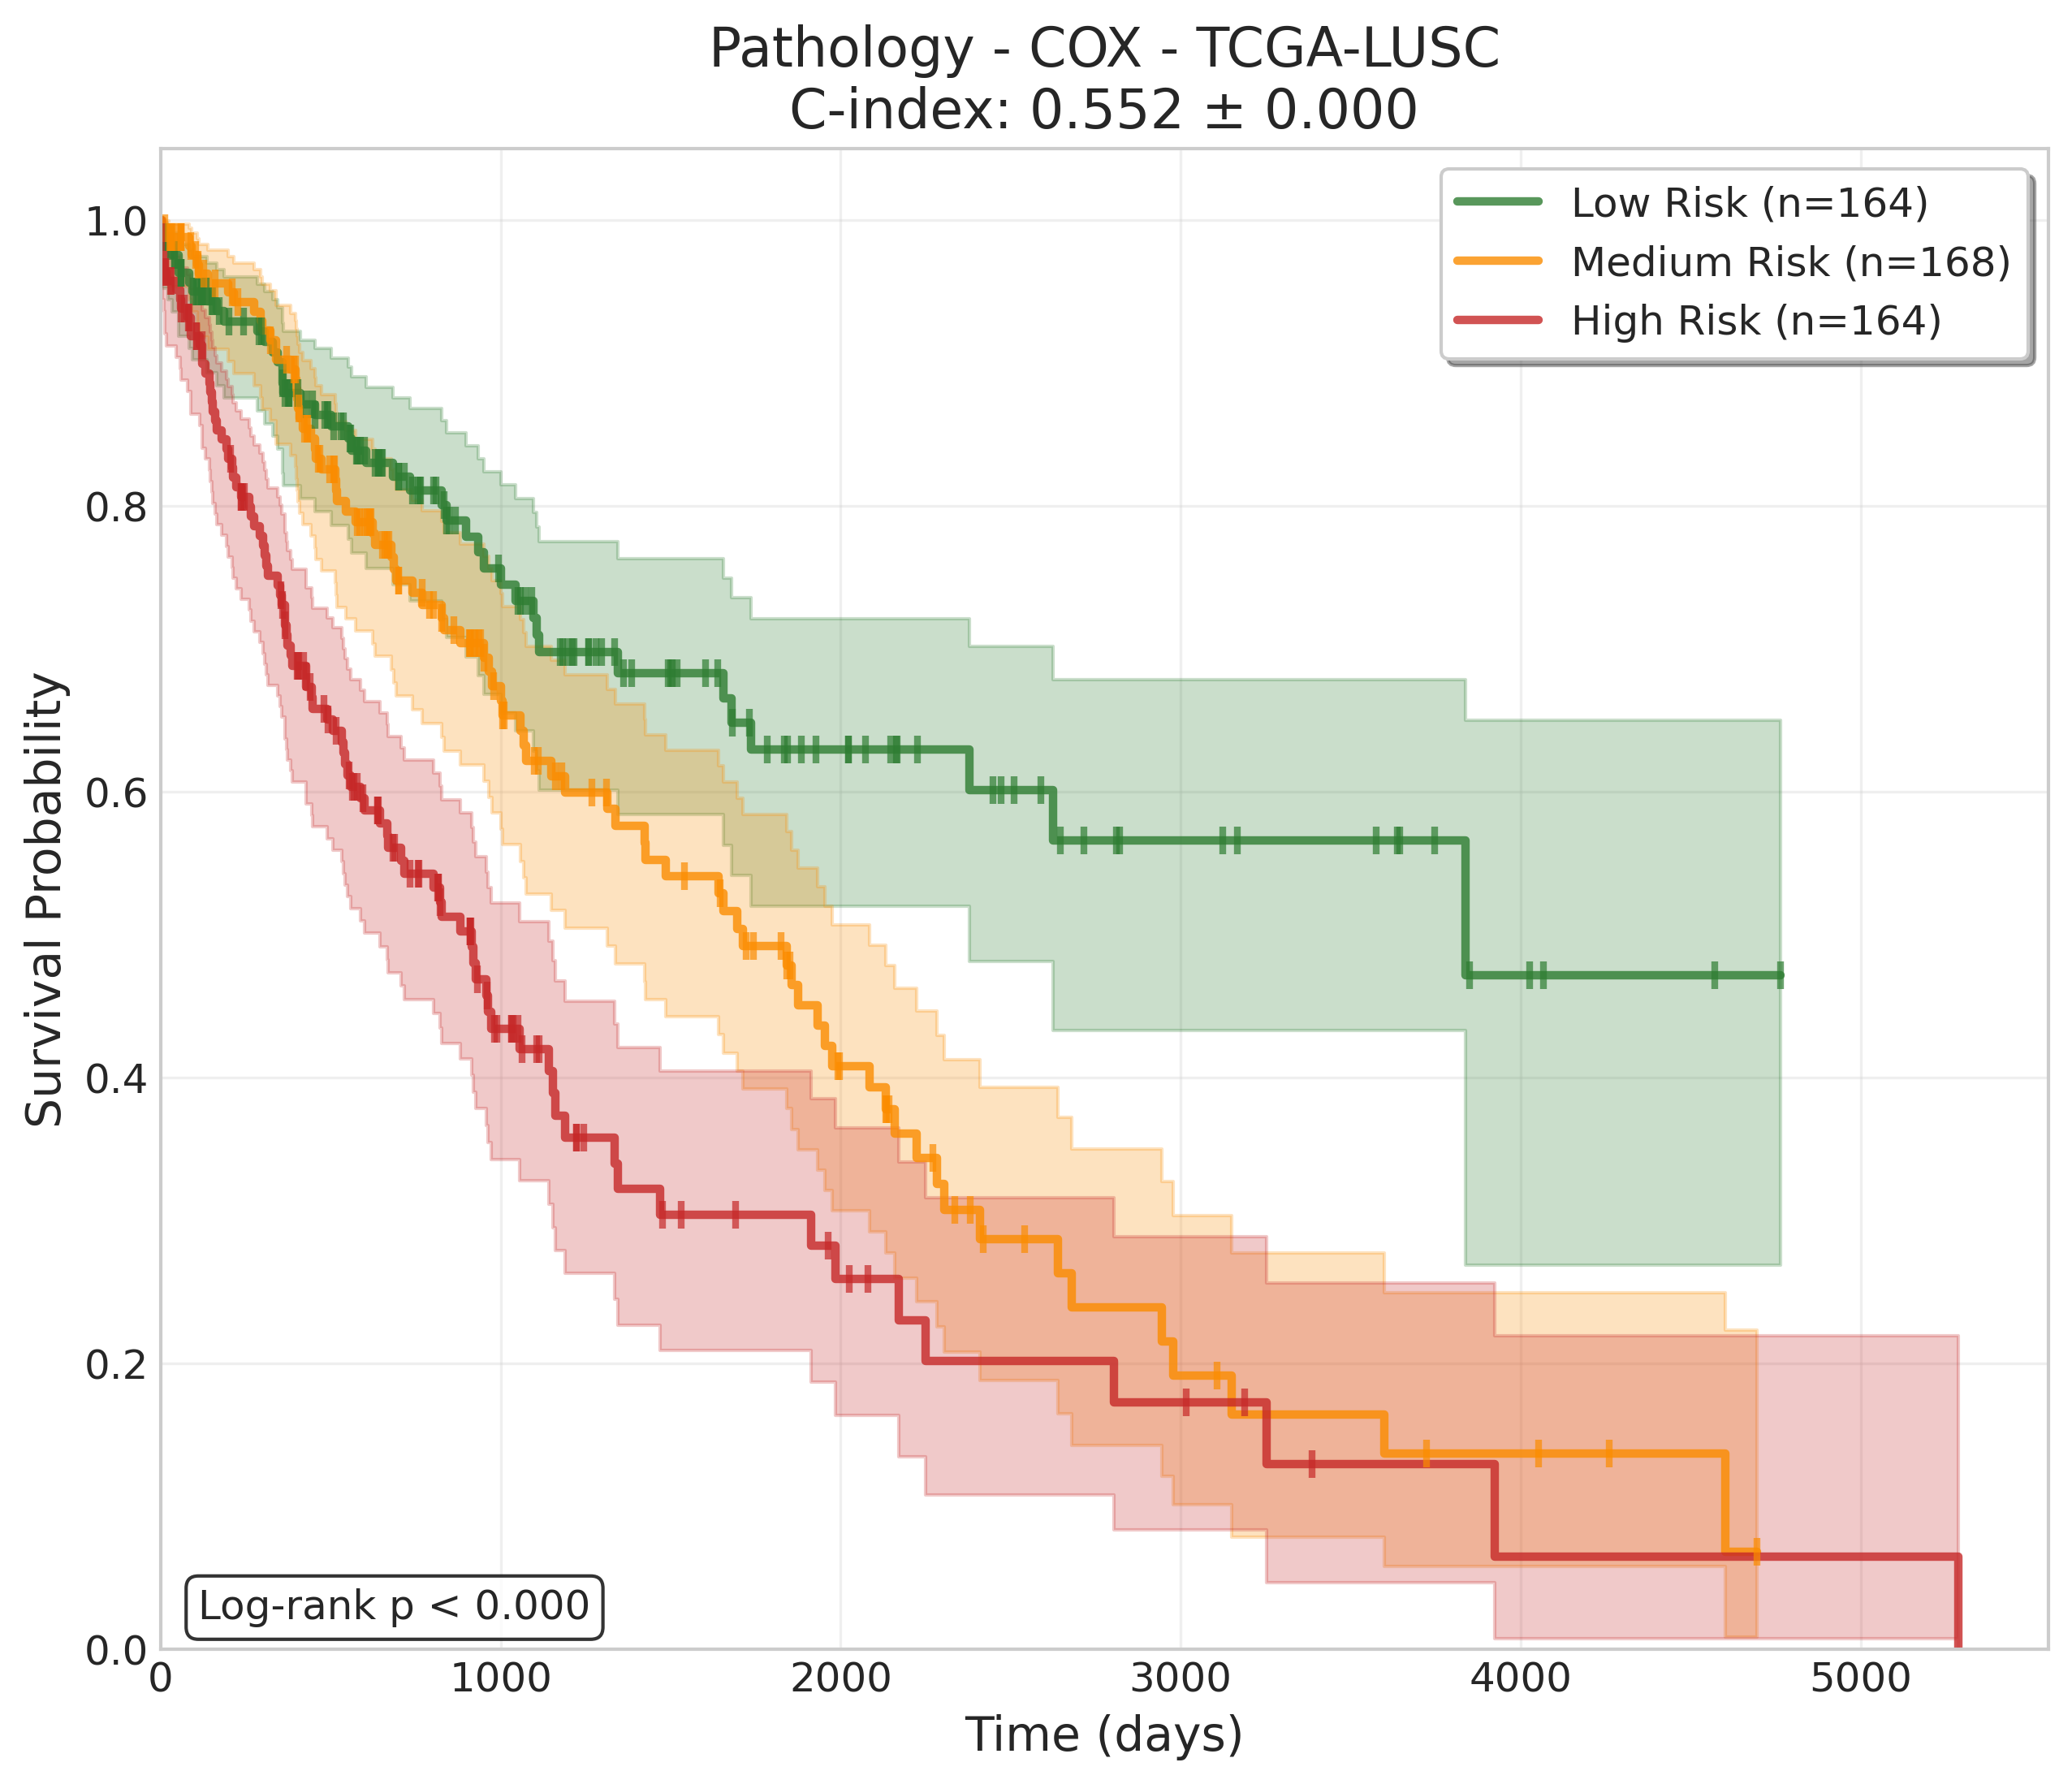 Pathology - COX - TCGA-LUSC
C-index: 0.552 ± 0.000
Low Risk (n=164)
Medium Risk (n=168)
High Risk (n=164)
Survival Probability
1.0
0.8
0.6
0.4
0.2
0.0
Log-rank p < 0.000
0 1000 2000 3000 4000 5000
Time (days)